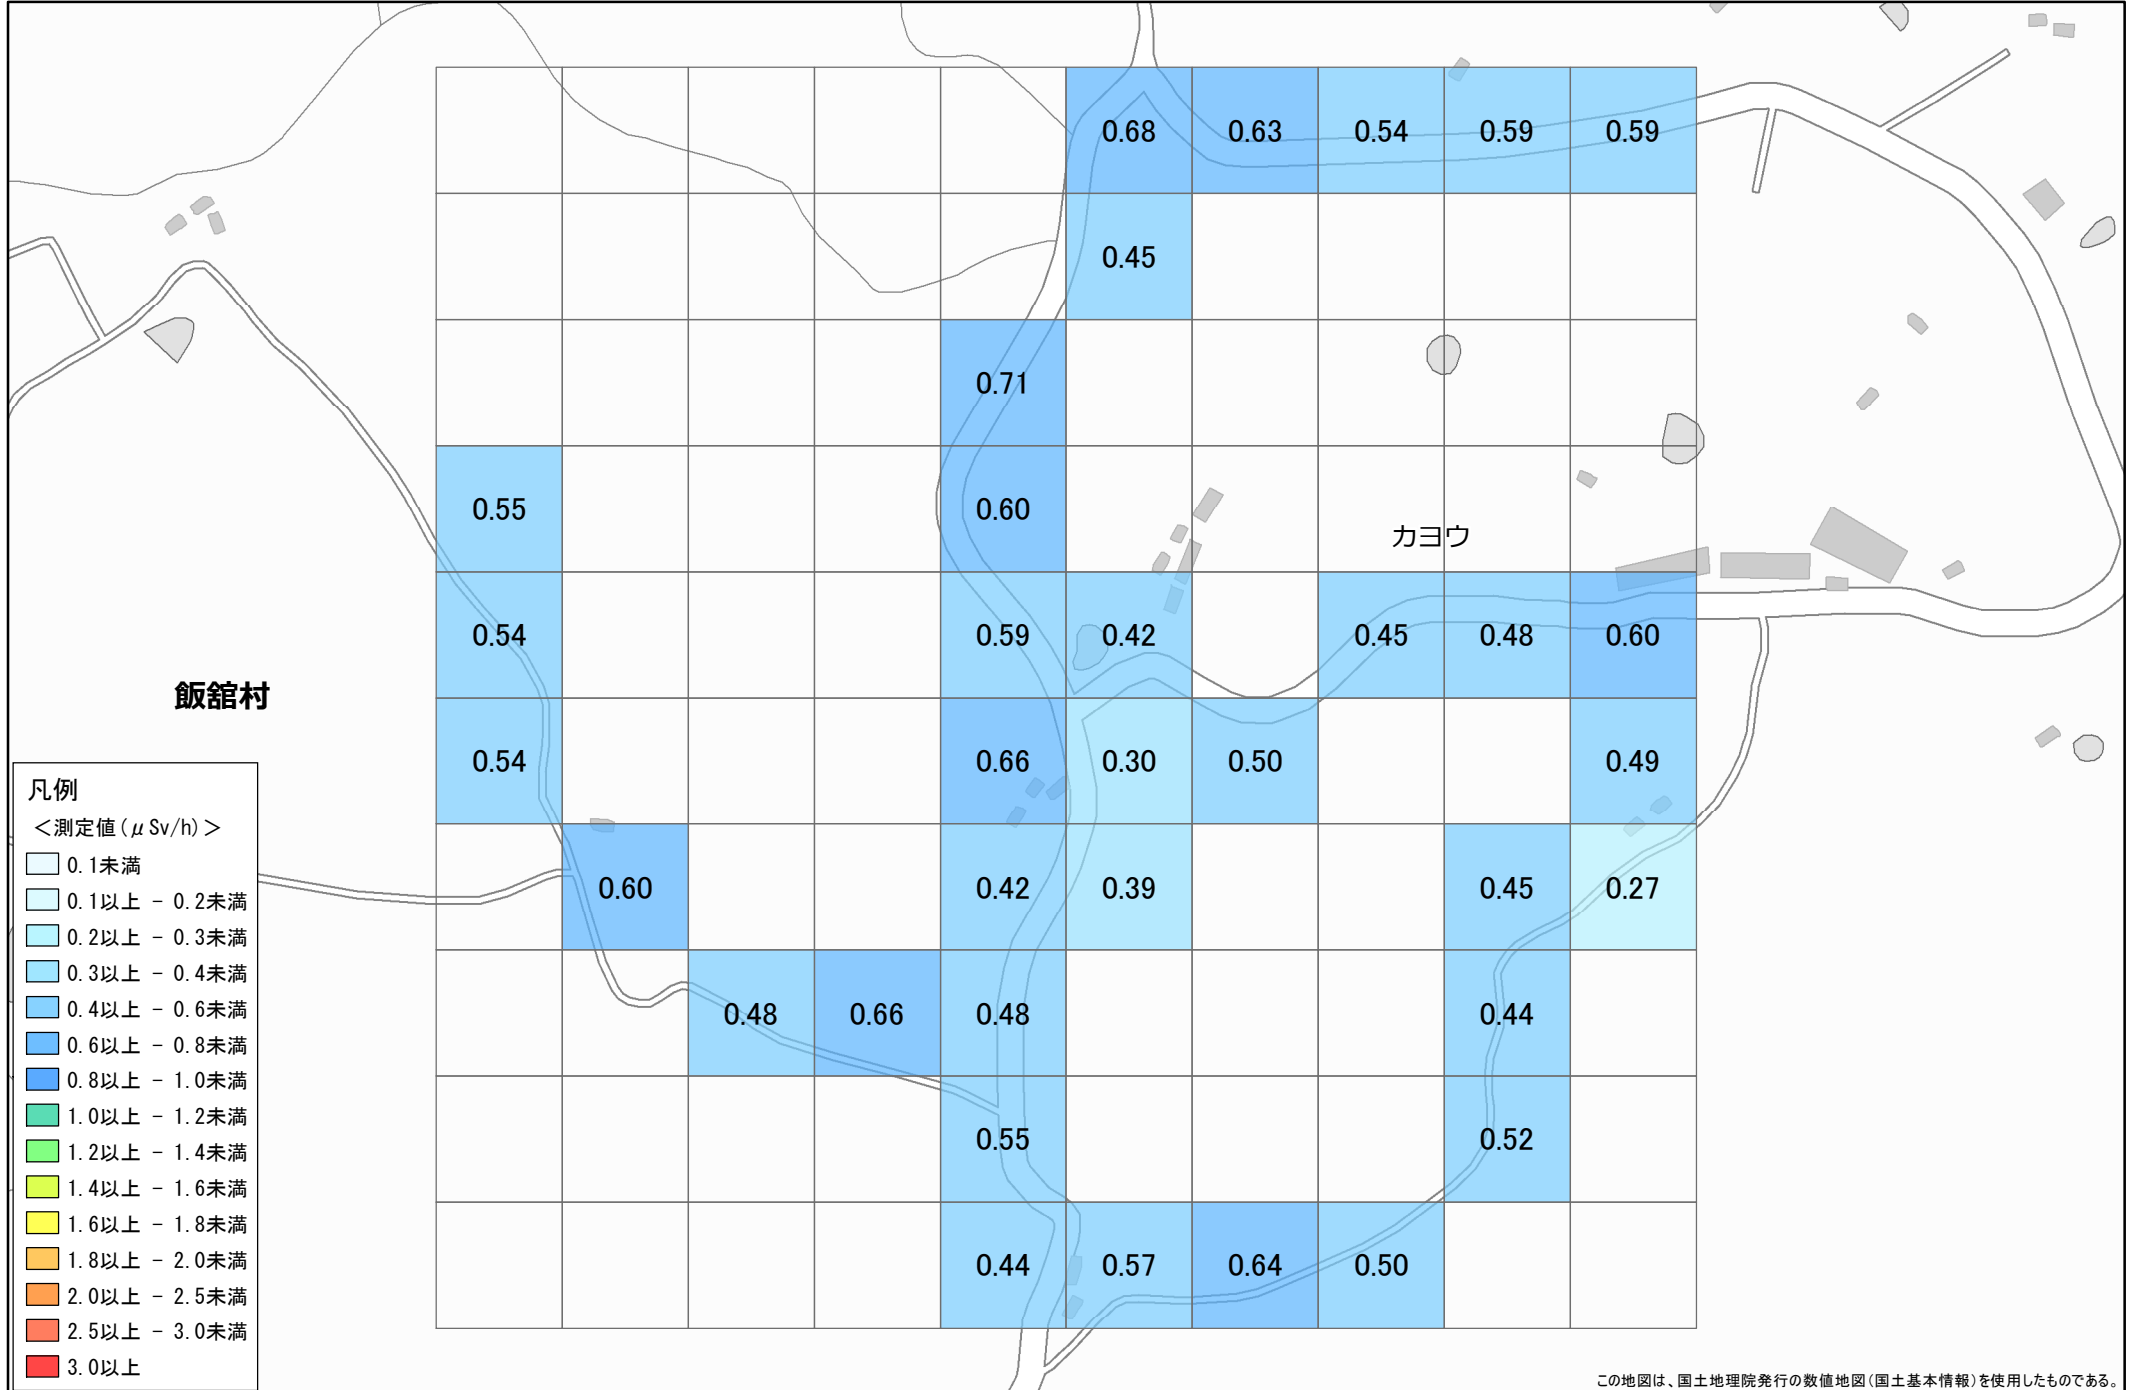 0.68 0.63 0.54 0.59 0.59
0.45
0.71
0.55 0.60
カヨウ
0.54 0.59 0.42 0.45 0.48 0.60
飯舘村
0.54 0.66 0.30 0.50 0.49
0.60 0.42 0.39 0.45 0.27
0.48 0.66 0.48 0.44
0.55 0.52
0.44 0.57 0.64 0.50
凡例
＜測定値(μSv/h)＞
0.1未満
0.1以上 - 0.2未満
0.2以上 - 0.3未満
0.3以上 - 0.4未満
0.4以上 - 0.6未満
0.6以上 - 0.8未満
0.8以上 - 1.0未満
1.0以上 - 1.2未満
1.2以上 - 1.4未満
1.4以上 - 1.6未満
1.6以上 - 1.8未満
1.8以上 - 2.0未満
2.0以上 - 2.5未満
2.5以上 - 3.0未満
3.0以上
この地図は、国土地理院発行の数値地図(国土基本情報)を使用したものである。